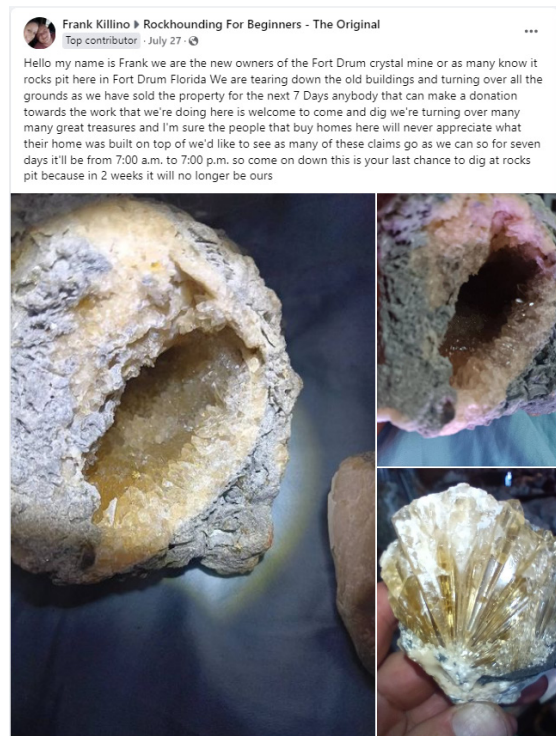 Frank Killino ▸ Rockhounding For Beginners - The Original
Top contributor · July 27 ·
Hello my name is Frank we are the new owners of the Fort Drum crystal mine or as many know it
rocks pit here in Fort Drum Florida We are tearing down the old buildings and turning over all the
grounds as we have sold the property for the next 7 Days anybody that can make a donation
towards the work that we're doing here is welcome to come and dig we're turning over many
many great treasures and I'm sure the people that buy homes here will never appreciate what
their home was built on top of we'd like to see as many of these claims go as we can so for seven
days it'll be from 7:00 a.m. to 7:00 p.m. so come on down this is your last chance to dig at rocks
pit because in 2 weeks it will no longer be ours